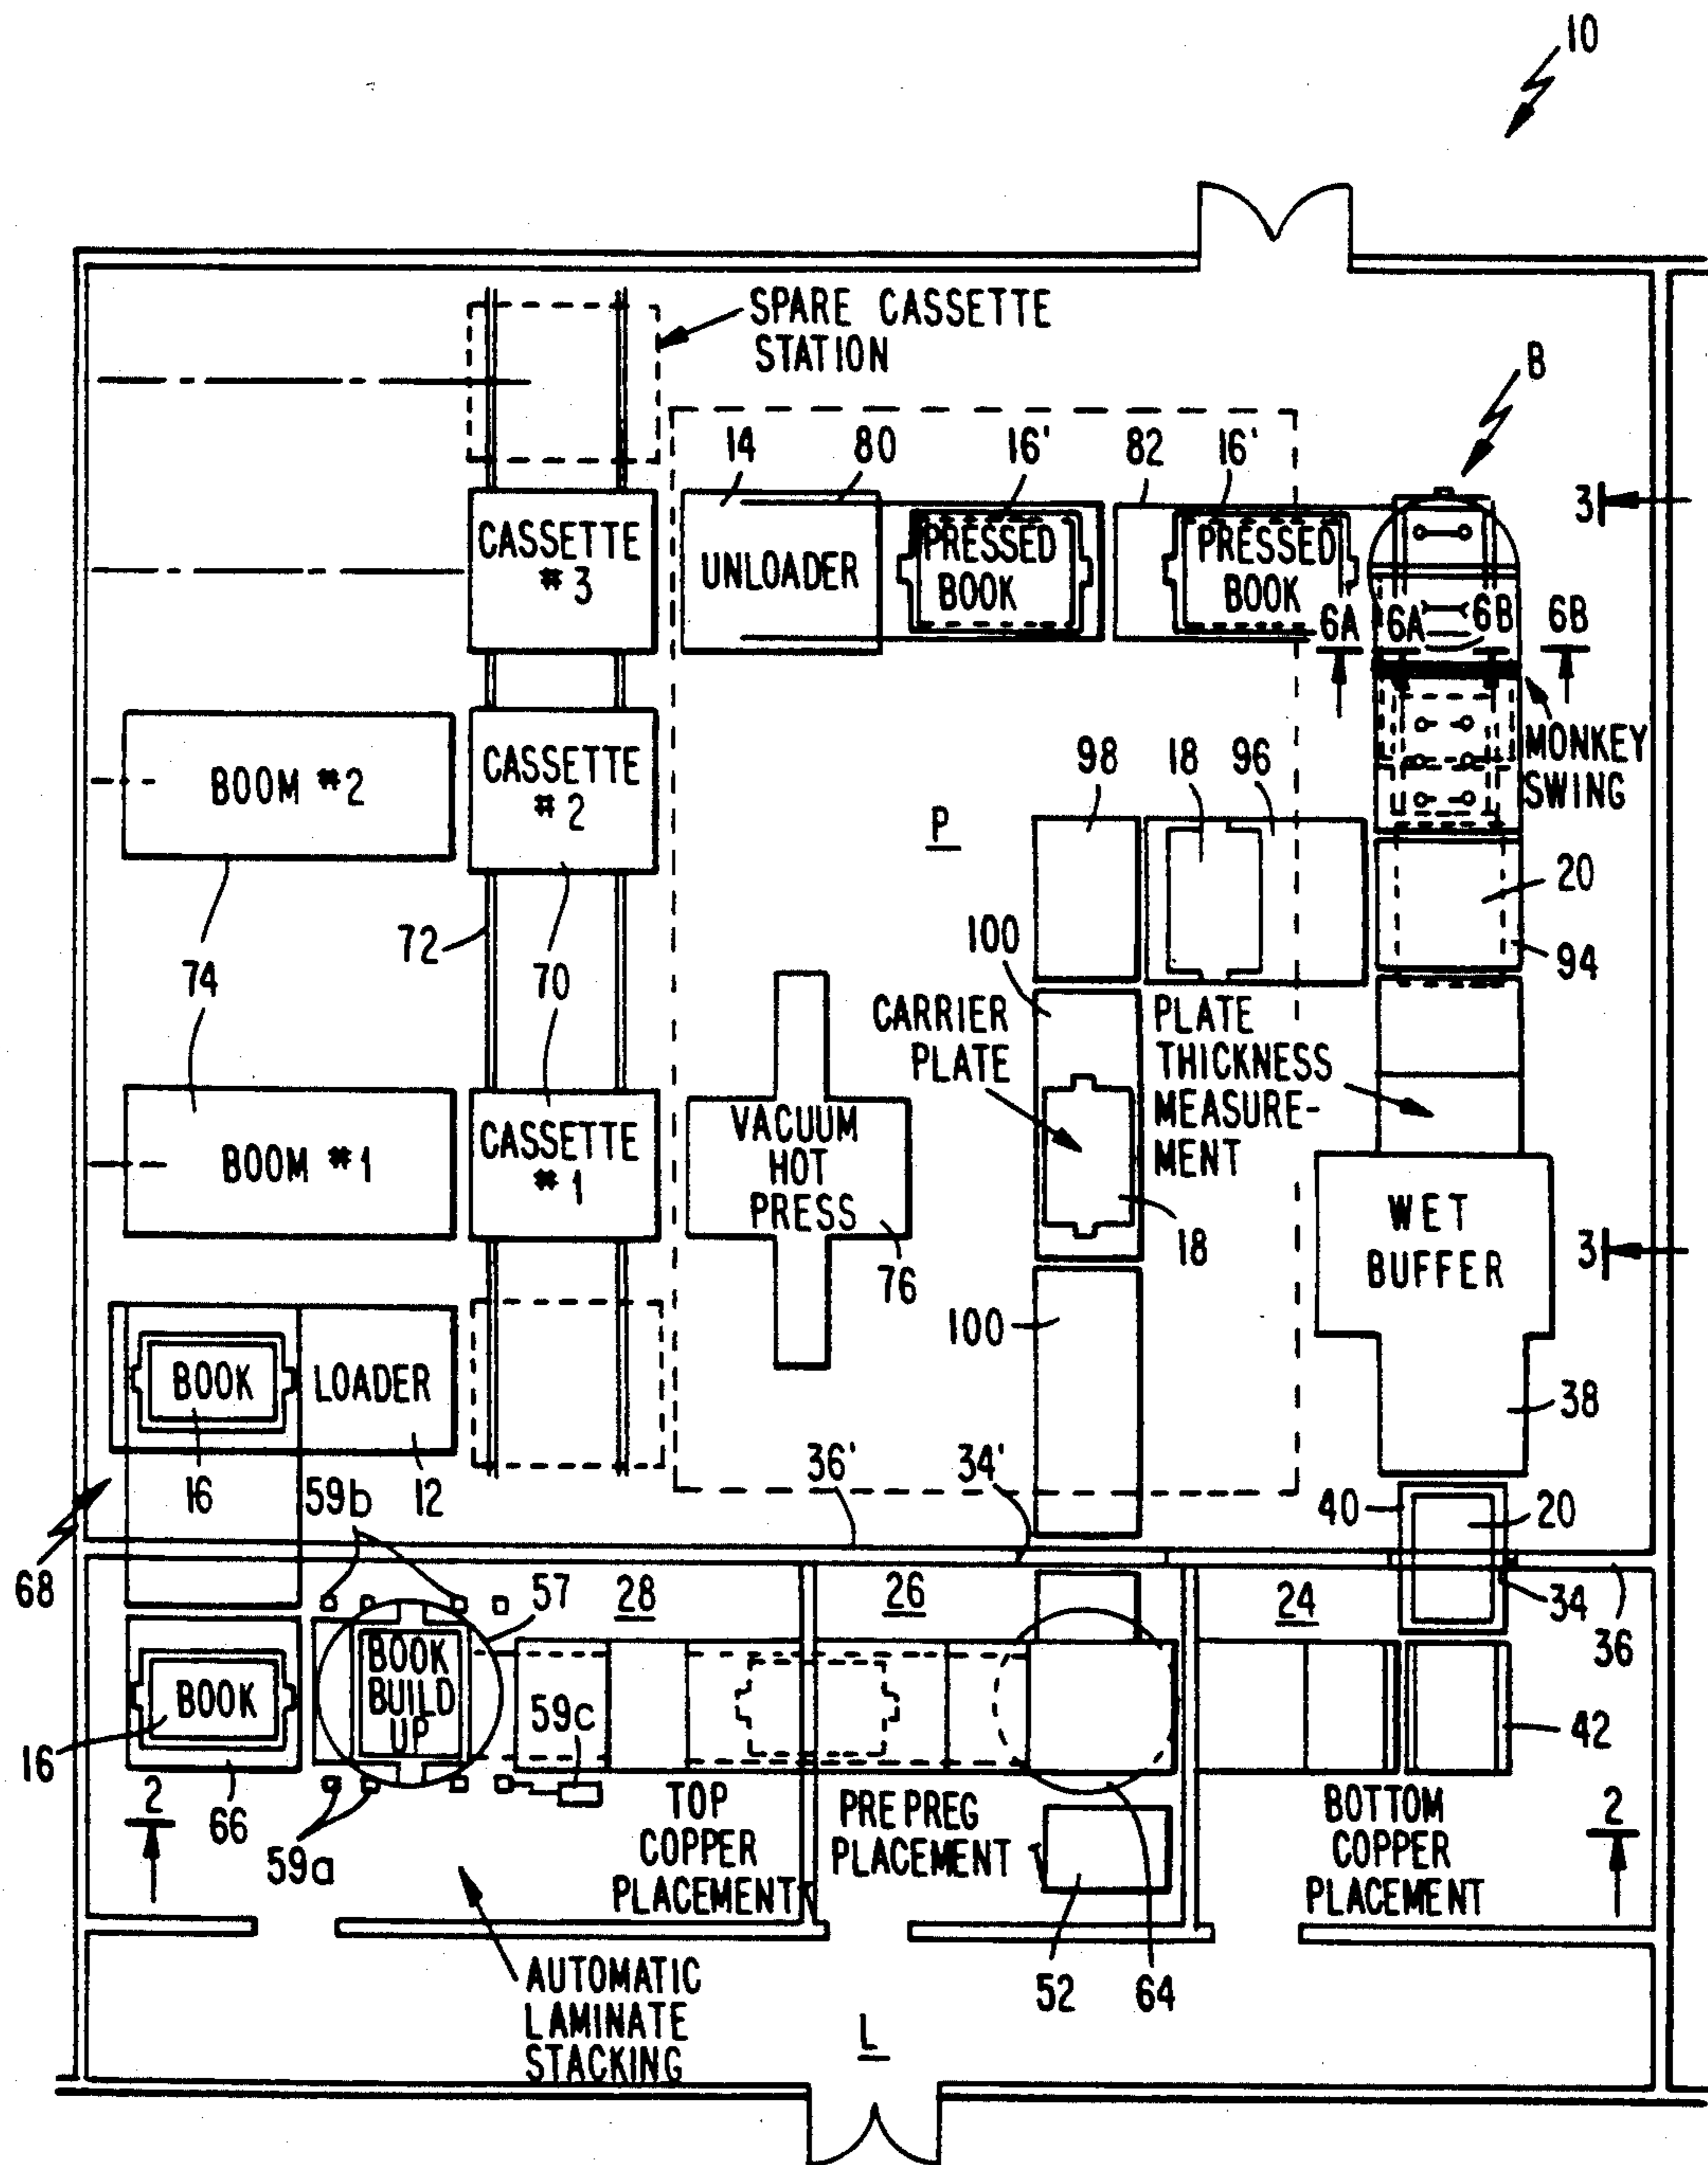 10
SPARE CASSETTE
STATION
B
14
80
16'
82
16'
3
CASSETTE
# 3
UNLOADER
PRESSED
BOOK
PRESSED
BOOK
6A
6A
6B
6B
MONKEY
SWING
BOOM #2
CASSETTE
# 2
98
18
96
P
20
72
100
94
74
70
CARRIER
PLATE
PLATE
THICKNESS
MEASURE-
MENT
BOOM #1
CASSETTE
# 1
VACUUM
HOT
PRESS
WET
BUFFER
18
3
76
100
BOOK
LOADER
38
16
59b
12
36'
34'
40
20
68
57
28
26
24
34
36
BOOK
BOOK
BUILD
UP
59c
42
16
2
66
59a
TOP
COPPER
PLACEMENT
PREPREG
PLACEMENT
BOTTOM
COPPER
PLACEMENT
2
52
64
AUTOMATIC
LAMINATE
STACKING
L